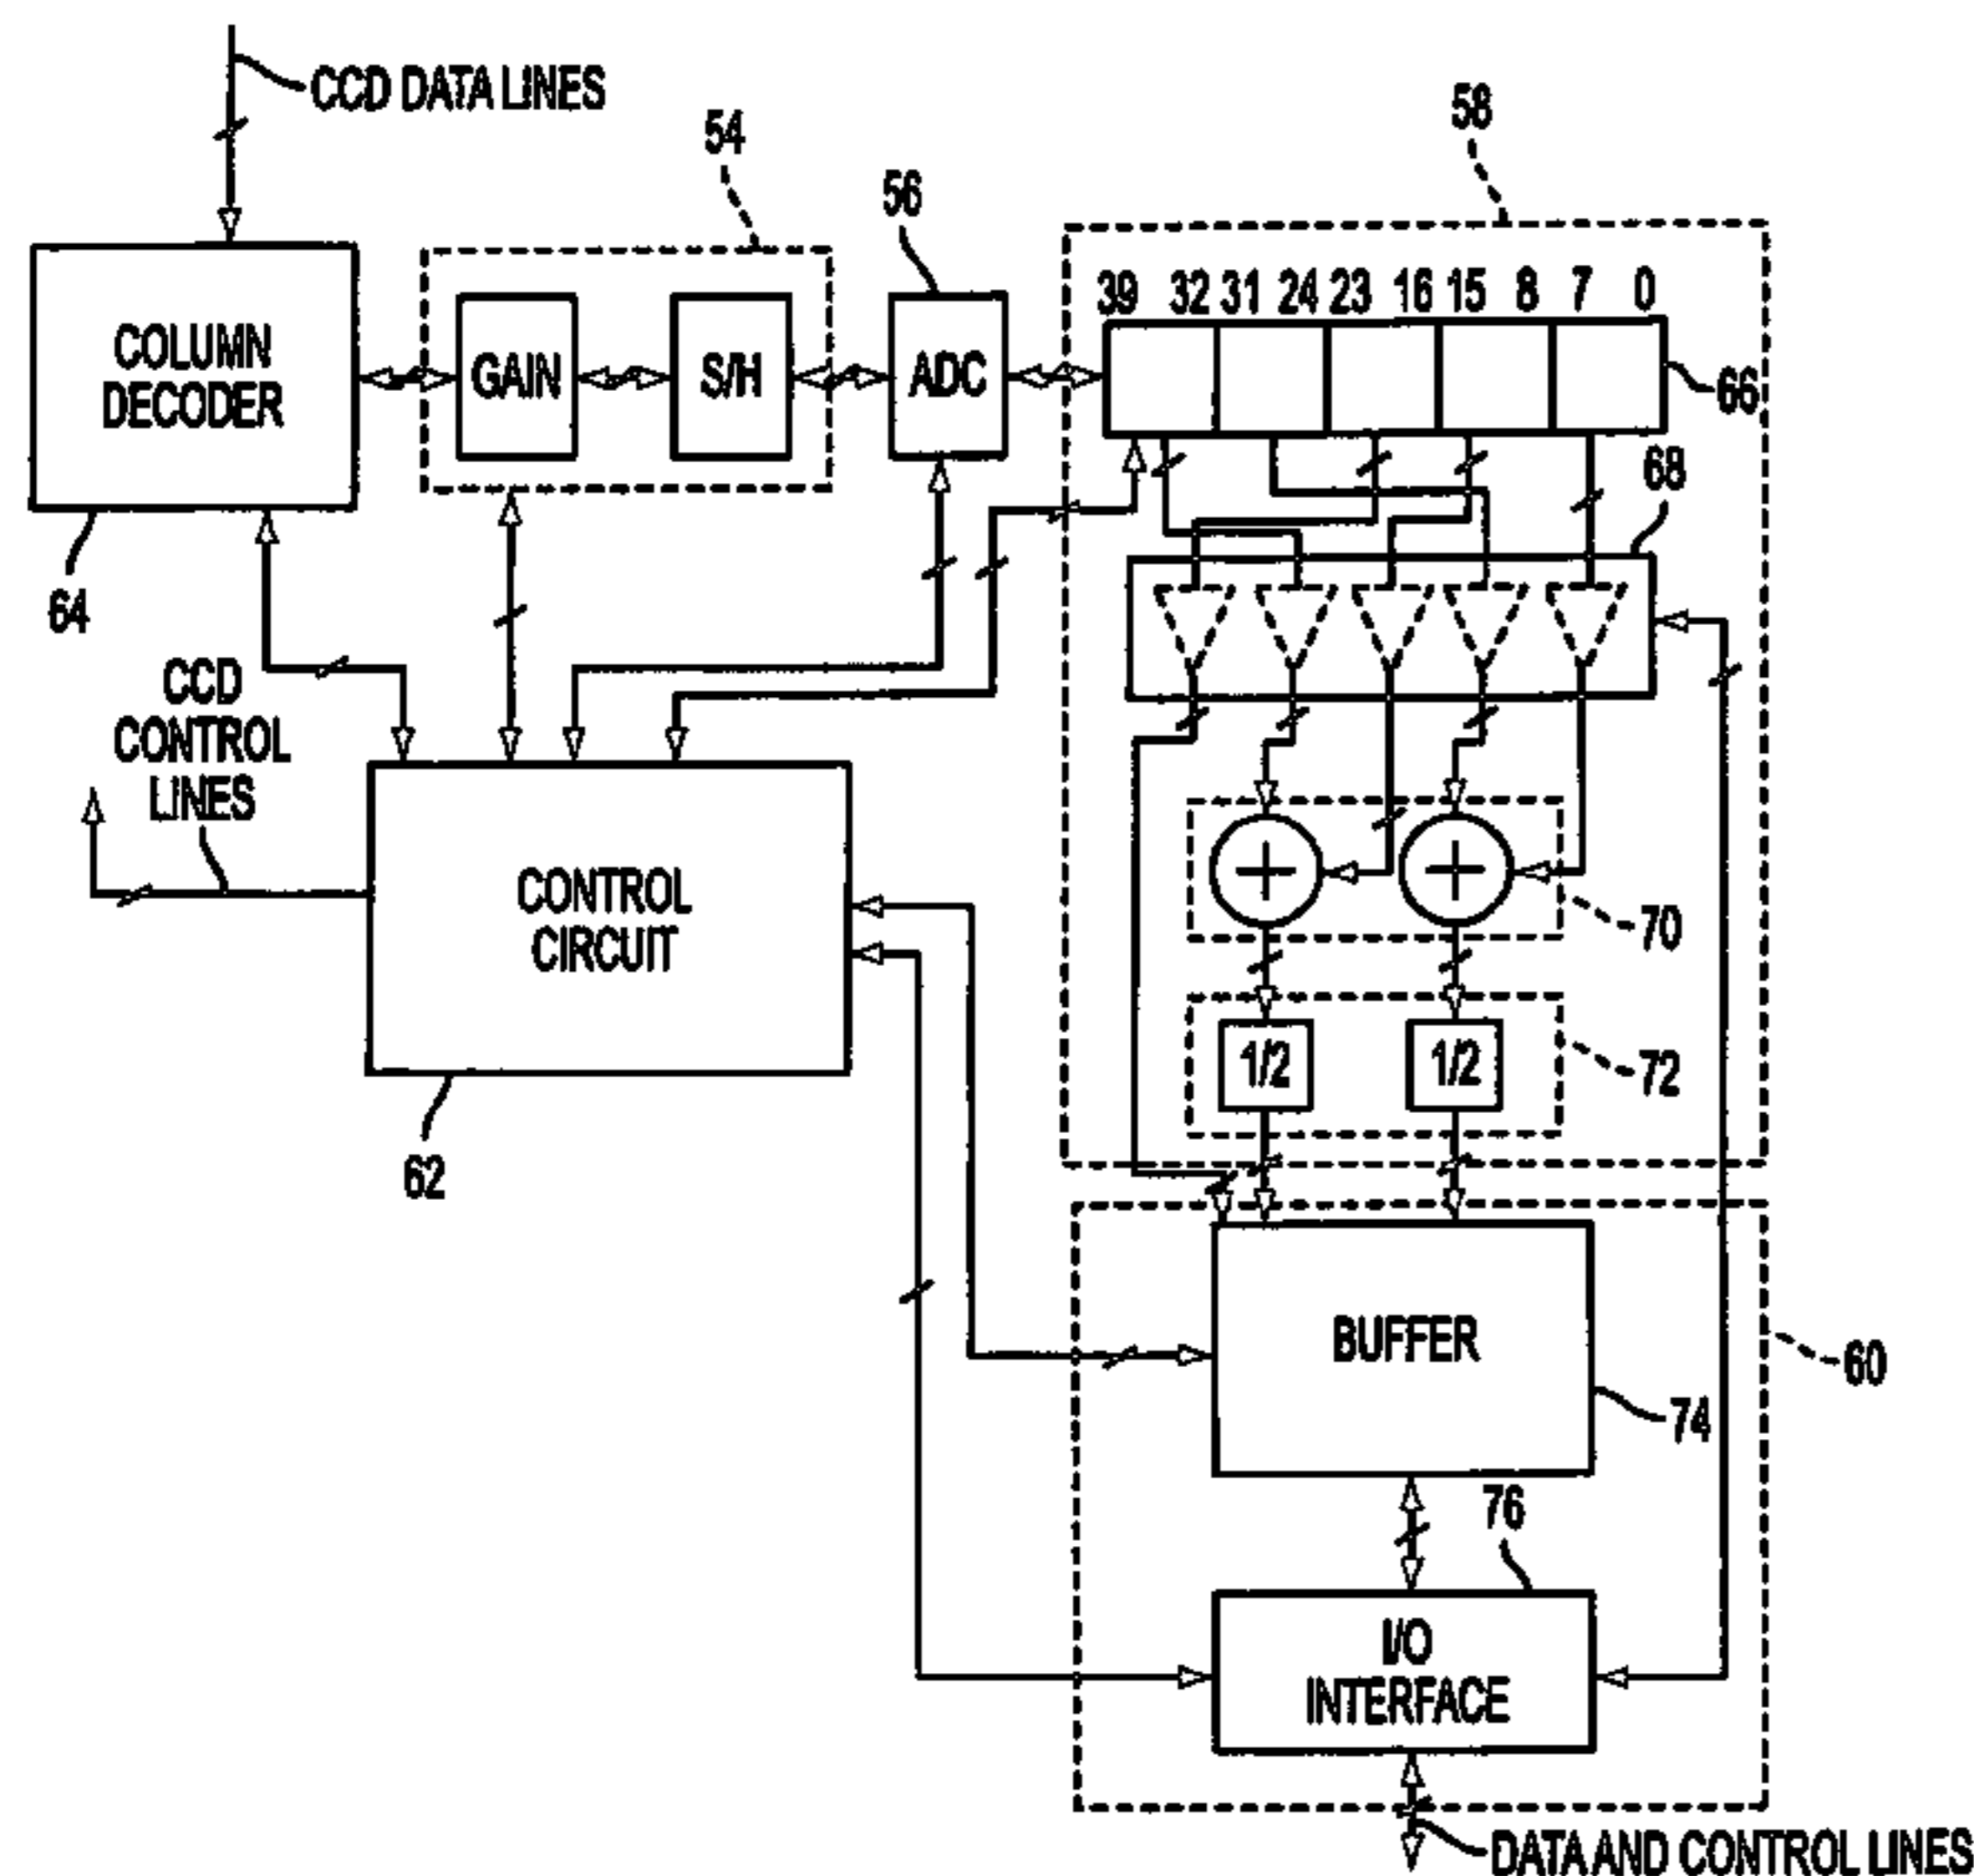 CCD DATA LINES
54
56
58
39 32 31 24 23 16 15 8 7 0
COLUMN
DECODER
GAIN
S/H
ADC
66
68
64
CCD
CONTROL
LINES
CONTROL
CIRCUIT
+
+
70
1/2
1/2
72
62
BUFFER
60
74
76
I/O
INTERFACE
DATA AND CONTROL LINES